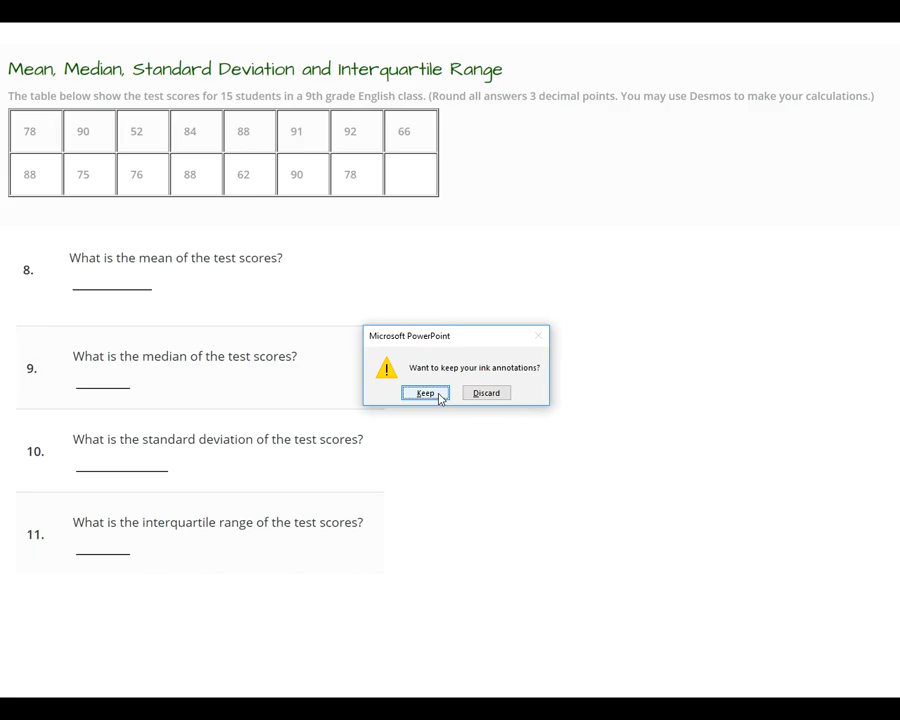 Mean, Median, Standard Deviation and Interquartile Range
The table below show the test scores for 15 students in a 9th grade English class. (Round all answers 3 decimal points. You may use Desmos to make your calculations.)
78 90 52 84 88 91 92 66
88 75 76 88 62 90 78
8. What is the mean of the test scores?
9. What is the median of the test scores?
10. What is the standard deviation of the test scores?
11. What is the interquartile range of the test scores?
Microsoft PowerPoint
Want to keep your ink annotations?
Keep Discard